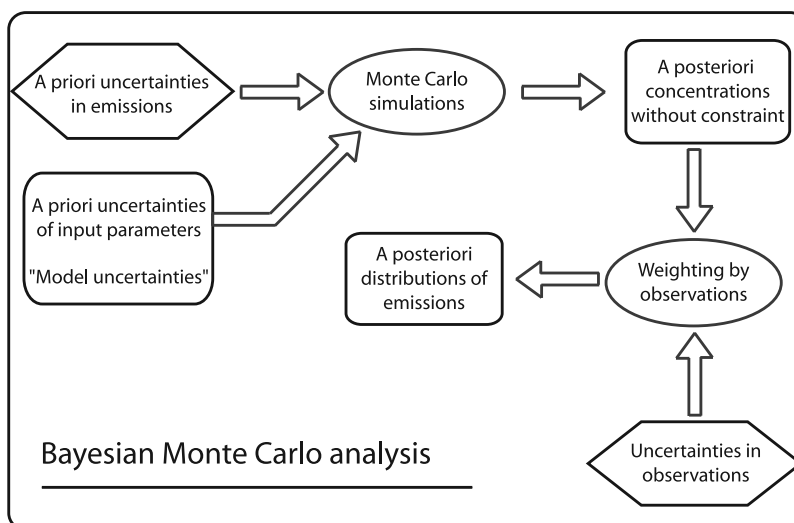 A priori uncertainties
in emissions
Monte Carlo
simulations
A posteriori
concentrations
without constraint
A priori uncertainties
of input parameters
"Model uncertainties"
A posteriori
distributions of
emissions
Weighting by
observations
Bayesian Monte Carlo analysis
Uncertainties in
observations